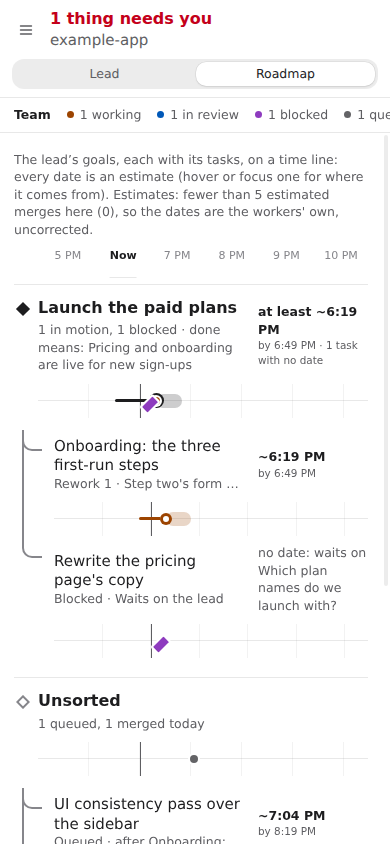 1 thing needs you
example-app
Lead
Roadmap
Team
1 working
1 in review
1 blocked
1 que
The lead's goals, each with its tasks, on a time line:
every date is an estimate (hover or focus one for where
it comes from). Estimates: fewer than 5 estimated
merges here (0), so the dates are the workers' own,
uncorrected.
5 PM
Now
7 PM
8 PM
9 PM
10 PM
Launch the paid plans
1 in motion, 1 blocked · done
means: Pricing and onboarding
are live for new sign-ups
at least ~6:19
PM
by 6:49 PM · 1 task
with no date
Onboarding: the three
first-run steps
Rework 1 · Step two's form …
~6:19 PM
by 6:49 PM
Rewrite the pricing
page's copy
Blocked · Waits on the lead
no date: waits on
Which plan
names do we
launch with?
Unsorted
1 queued, 1 merged today
UI consistency pass over
the sidebar
Queued · after Onboarding:
~7:04 PM
by 8:19 PM